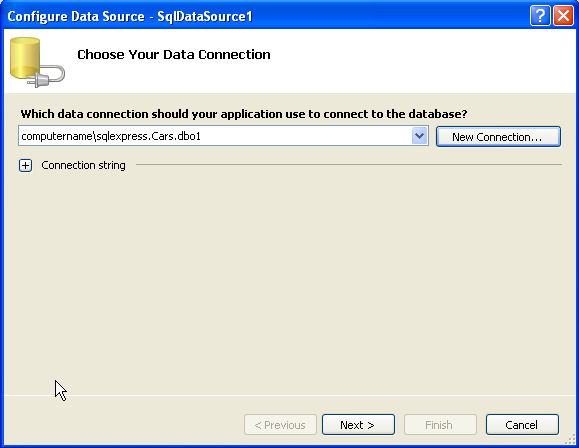 Configure Data Source - SqlDataSource1
Choose Your Data Connection
Which data connection should your application use to connect to the database?
computername\sqlexpress.Cars.dbo1
New Connection...
Connection string
< Previous
Next >
Finish
Cancel